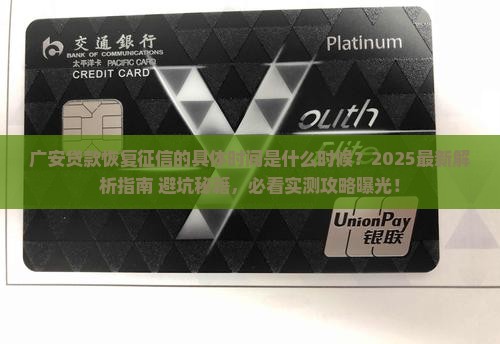 交通銀行
Platinum
BANK OF COMMUNICATIONS
太平洋卡 PACIFIC CARD
CREDIT CARD
Youth
Elite
广安贷款恢复征信的具体时间是什么时候？2025最新解
析指南 避坑秘籍，必看实测攻略曝光！
UnionPay
银联